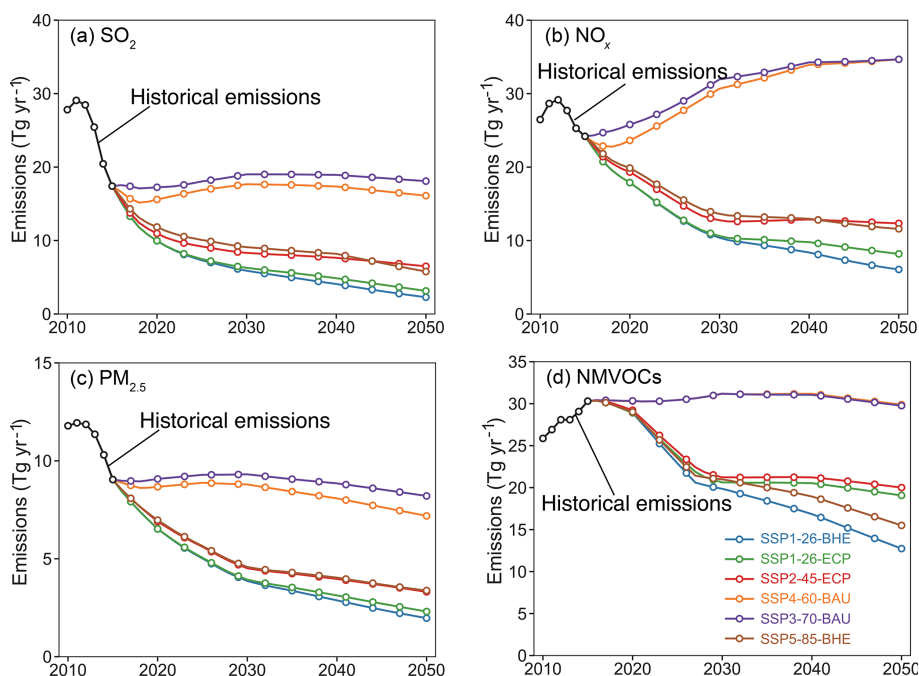 (a) SO2
Historical emissions
Emissions (Tg yr−1)
40
30
20
10
0
2010 2020 2030 2040 2050
(b) NOx
Historical emissions
Emissions (Tg yr−1)
40
30
20
10
0
2010 2020 2030 2040 2050
(c) PM2.5
Historical emissions
Emissions (Tg yr−1)
15
10
5
0
2010 2020 2030 2040 2050
(d) NMVOCs
Historical emissions
Emissions (Tg yr−1)
35
30
25
20
15
10
5
0
2010 2020 2030 2040 2050
SSP1-26-BHE
SSP1-26-ECP
SSP2-45-ECP
SSP4-60-BAU
SSP3-70-BAU
SSP5-85-BHE